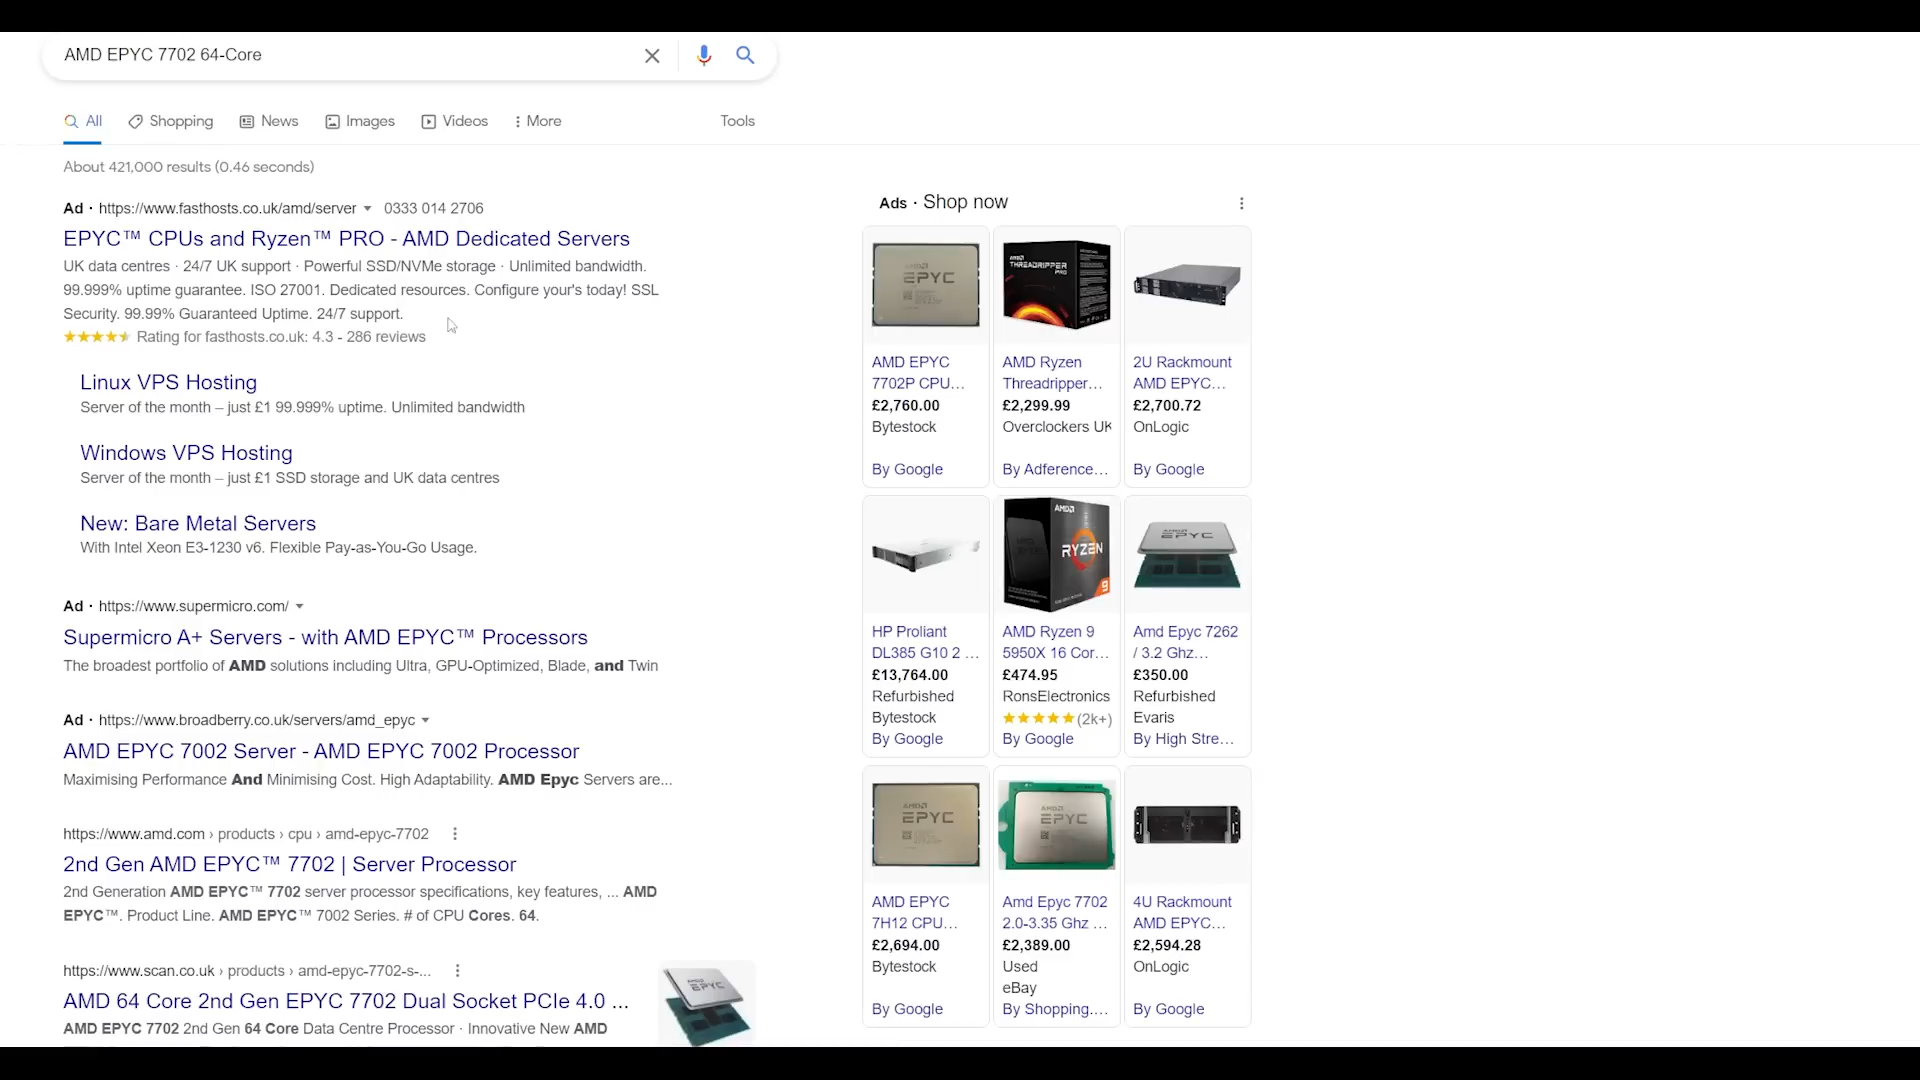 AMD EPYC 7702 64-Core
All
Shopping
News
Images
Videos
More
Tools
About 421,000 results (0.46 seconds)
Ad · https://www.fasthosts.co.uk/amd/server 0333 014 2706
EPYC™ CPUs and Ryzen™ PRO - AMD Dedicated Servers
UK data centres · 24/7 UK support · Powerful SSD/NVMe storage · Unlimited bandwidth.
99.999% uptime guarantee. ISO 27001. Dedicated resources. Configure your's today! SSL
Security. 99.99% Guaranteed Uptime. 24/7 support.
Rating for fasthosts.co.uk: 4.3 - 286 reviews
Linux VPS Hosting
Server of the month – just £1 99.999% uptime. Unlimited bandwidth
Windows VPS Hosting
Server of the month – just £1 SSD storage and UK data centres
New: Bare Metal Servers
With Intel Xeon E3-1230 v6. Flexible Pay-as-You-Go Usage.
Ad · https://www.supermicro.com/
Supermicro A+ Servers - with AMD EPYC™ Processors
The broadest portfolio of AMD solutions including Ultra, GPU-Optimized, Blade, and Twin
Ad · https://www.broadberry.co.uk/servers/amd_epyc
AMD EPYC 7002 Server - AMD EPYC 7002 Processor
Maximising Performance And Minimising Cost. High Adaptability. AMD Epyc Servers are...
https://www.amd.com › products › cpu › amd-epyc-7702
2nd Gen AMD EPYC™ 7702 | Server Processor
2nd Generation AMD EPYC™ 7702 server processor specifications, key features, ... AMD
EPYC™. Product Line. AMD EPYC™ 7002 Series. # of CPU Cores. 64.
https://www.scan.co.uk › products › amd-epyc-7702-s-...
AMD 64 Core 2nd Gen EPYC 7702 Dual Socket PCIe 4.0 ...
AMD EPYC 7702 2nd Gen 64 Core Data Centre Processor · Innovative New AMD
EPYC
Ads · Shop now
AMD
EPYC
AMD EPYC
7702P CPU...
£2,760.00
Bytestock
By Google
AMD
THREADRIPPER
PRO
AMD Ryzen
Threadripper...
£2,299.99
Overclockers UK
By Adference...
2U Rackmount
AMD EPYC...
£2,700.72
OnLogic
By Google
HP Proliant
DL385 G10 2 ...
£13,764.00
Refurbished
Bytestock
By Google
AMD
RYZEN
9
AMD Ryzen 9
5950X 16 Cor...
£474.95
RonsElectronics
(2k+)
By Google
AMD
EPYC
Amd Epyc 7262
/ 3.2 Ghz...
£350.00
Refurbished
Evaris
By High Stre...
AMD
EPYC
AMD EPYC
7H12 CPU...
£2,694.00
Bytestock
By Google
AMD
EPYC
Amd Epyc 7702
2.0-3.35 Ghz ...
£2,389.00
Used
eBay
By Shopping....
4U Rackmount
AMD EPYC...
£2,594.28
OnLogic
By Google